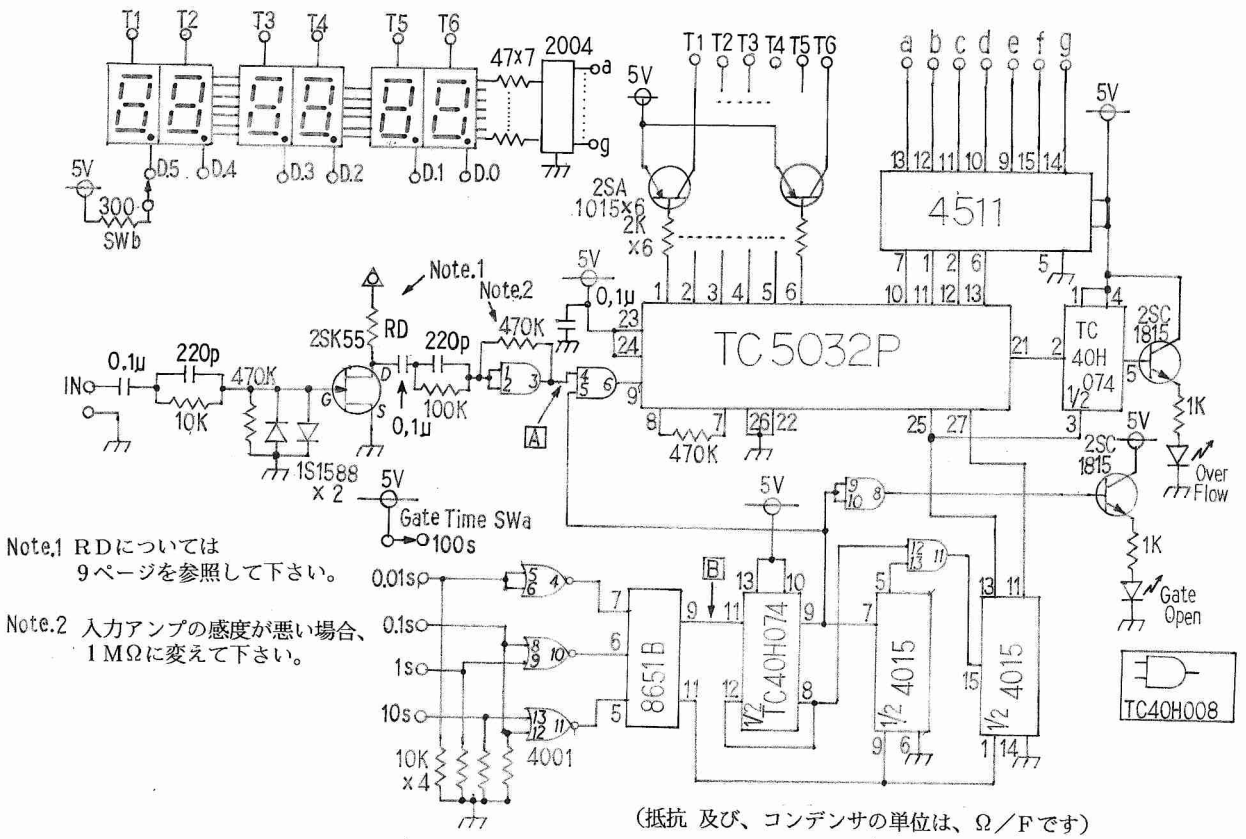 T1 T2 T3 T4 T5 T6
47×7
2004
a
g
5V
300
SWb
D.5 D.4 D.3 D.2 D.1 D.0
T1 T2 T3 T4 T5 T6
5V
2SA
1015×6
2K
×6
a b c d e f g
13 12 11 10 9 15 14
4511
7 1 2 6 5
5V
Note.1
Note.2
RD
2SK55
D
G
S
IN
0.1μ
220p
10K
470K
1S1588
×2
0,1μ
220p
100K
470K
1
2
A
4
5
6
5V
0,1μ
1 2 3 4 5 6
10 11 12 13
23
24
9
TC5032P
21
8 7 26 22
25 27
470K
1 4
2
TC
40H
074
1/2
5
3
2SC
1815
1K
Over
Flow
5V
2SC
1815
1K
Gate
Open
5V
Gate Time SWa
100s
0.01s
0.1s
1s
10s
10K
×4
5
6
4
8
9
10
13
12
11
4001
7
6
5
8651B
9
11
B
5V
13 10
11
12
TC40H074
1/2
9
8
9
10
8
12
13
11
5
7
4015
1/2
9 6
13 11
15
4015
1/2
1 14
TC40H008
Note.1 RDについては
9ページを参照して下さい。
Note.2 入力アンプの感度が悪い場合、
1MΩに変えて下さい。
(抵抗 及び、コンデンサの単位は、Ω/Fです)